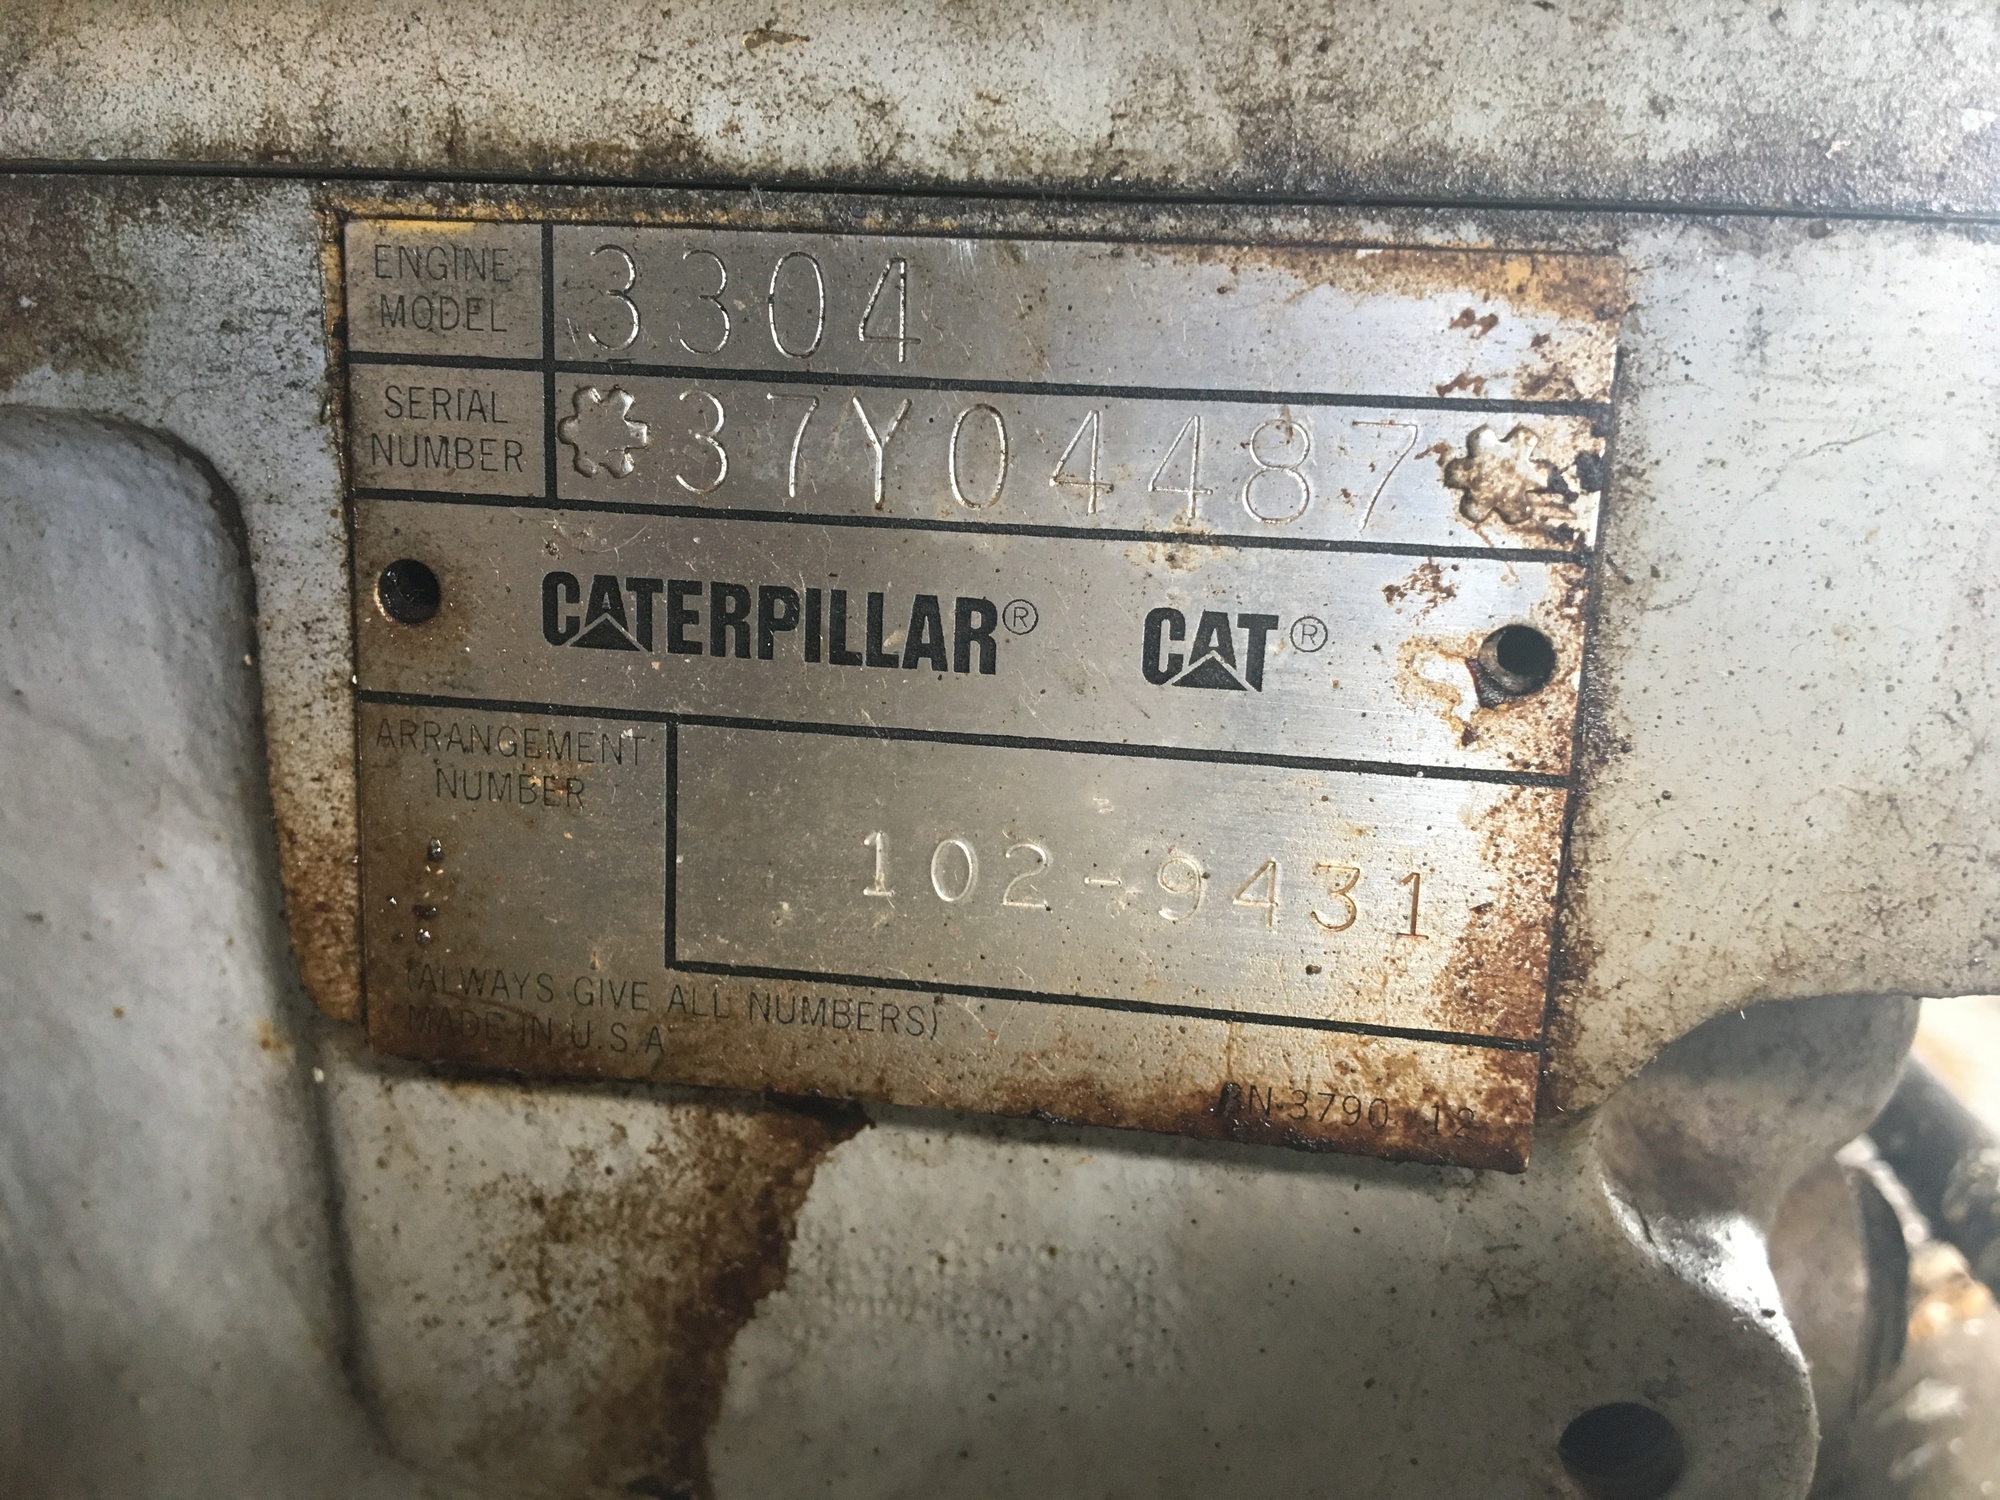 ENGINE MODEL 3304
SERIAL NUMBER 37Y04487
CATERPILLAR® CAT®
ARRANGEMENT NUMBER
102-9431
(ALWAYS GIVE ALL NUMBERS)
MADE IN U.S.A
3790 12